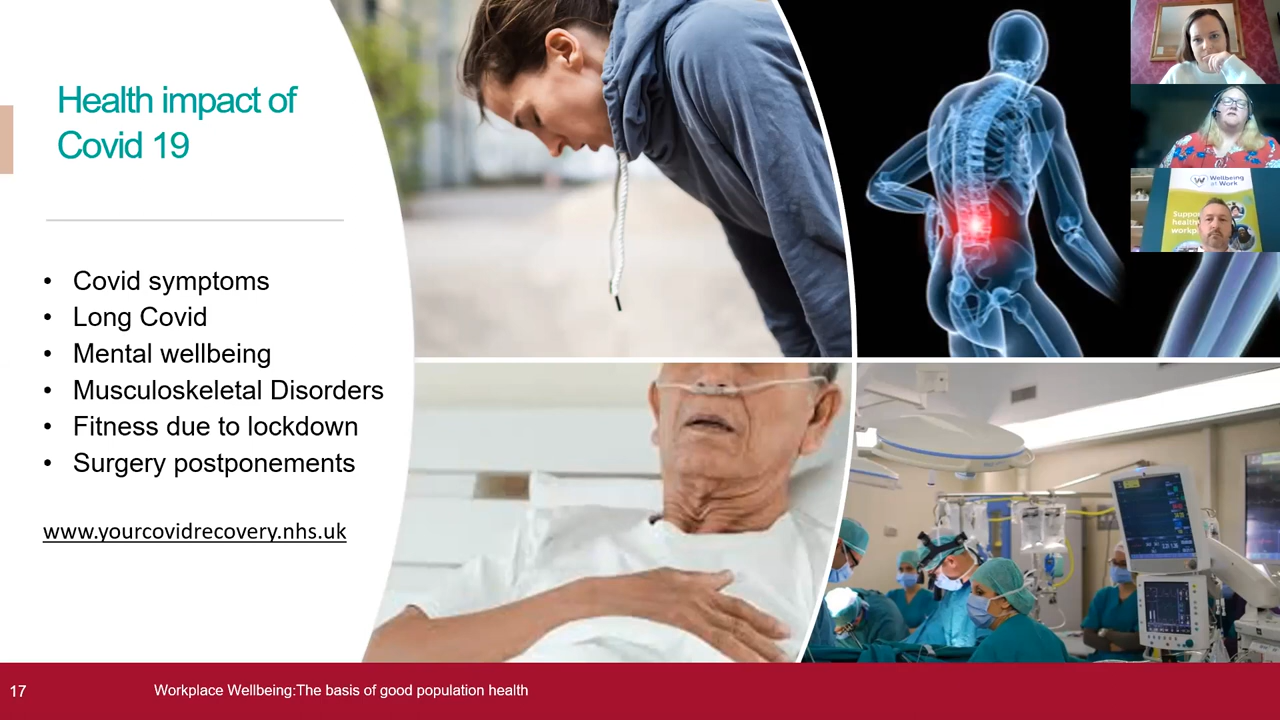 Health impact of
Covid 19
• Covid symptoms
• Long Covid
• Mental wellbeing
• Musculoskeletal Disorders
• Fitness due to lockdown
• Surgery postponements
www.yourcovidrecovery.nhs.uk
Wellbeing
at Work
17
Workplace Wellbeing:The basis of good population health